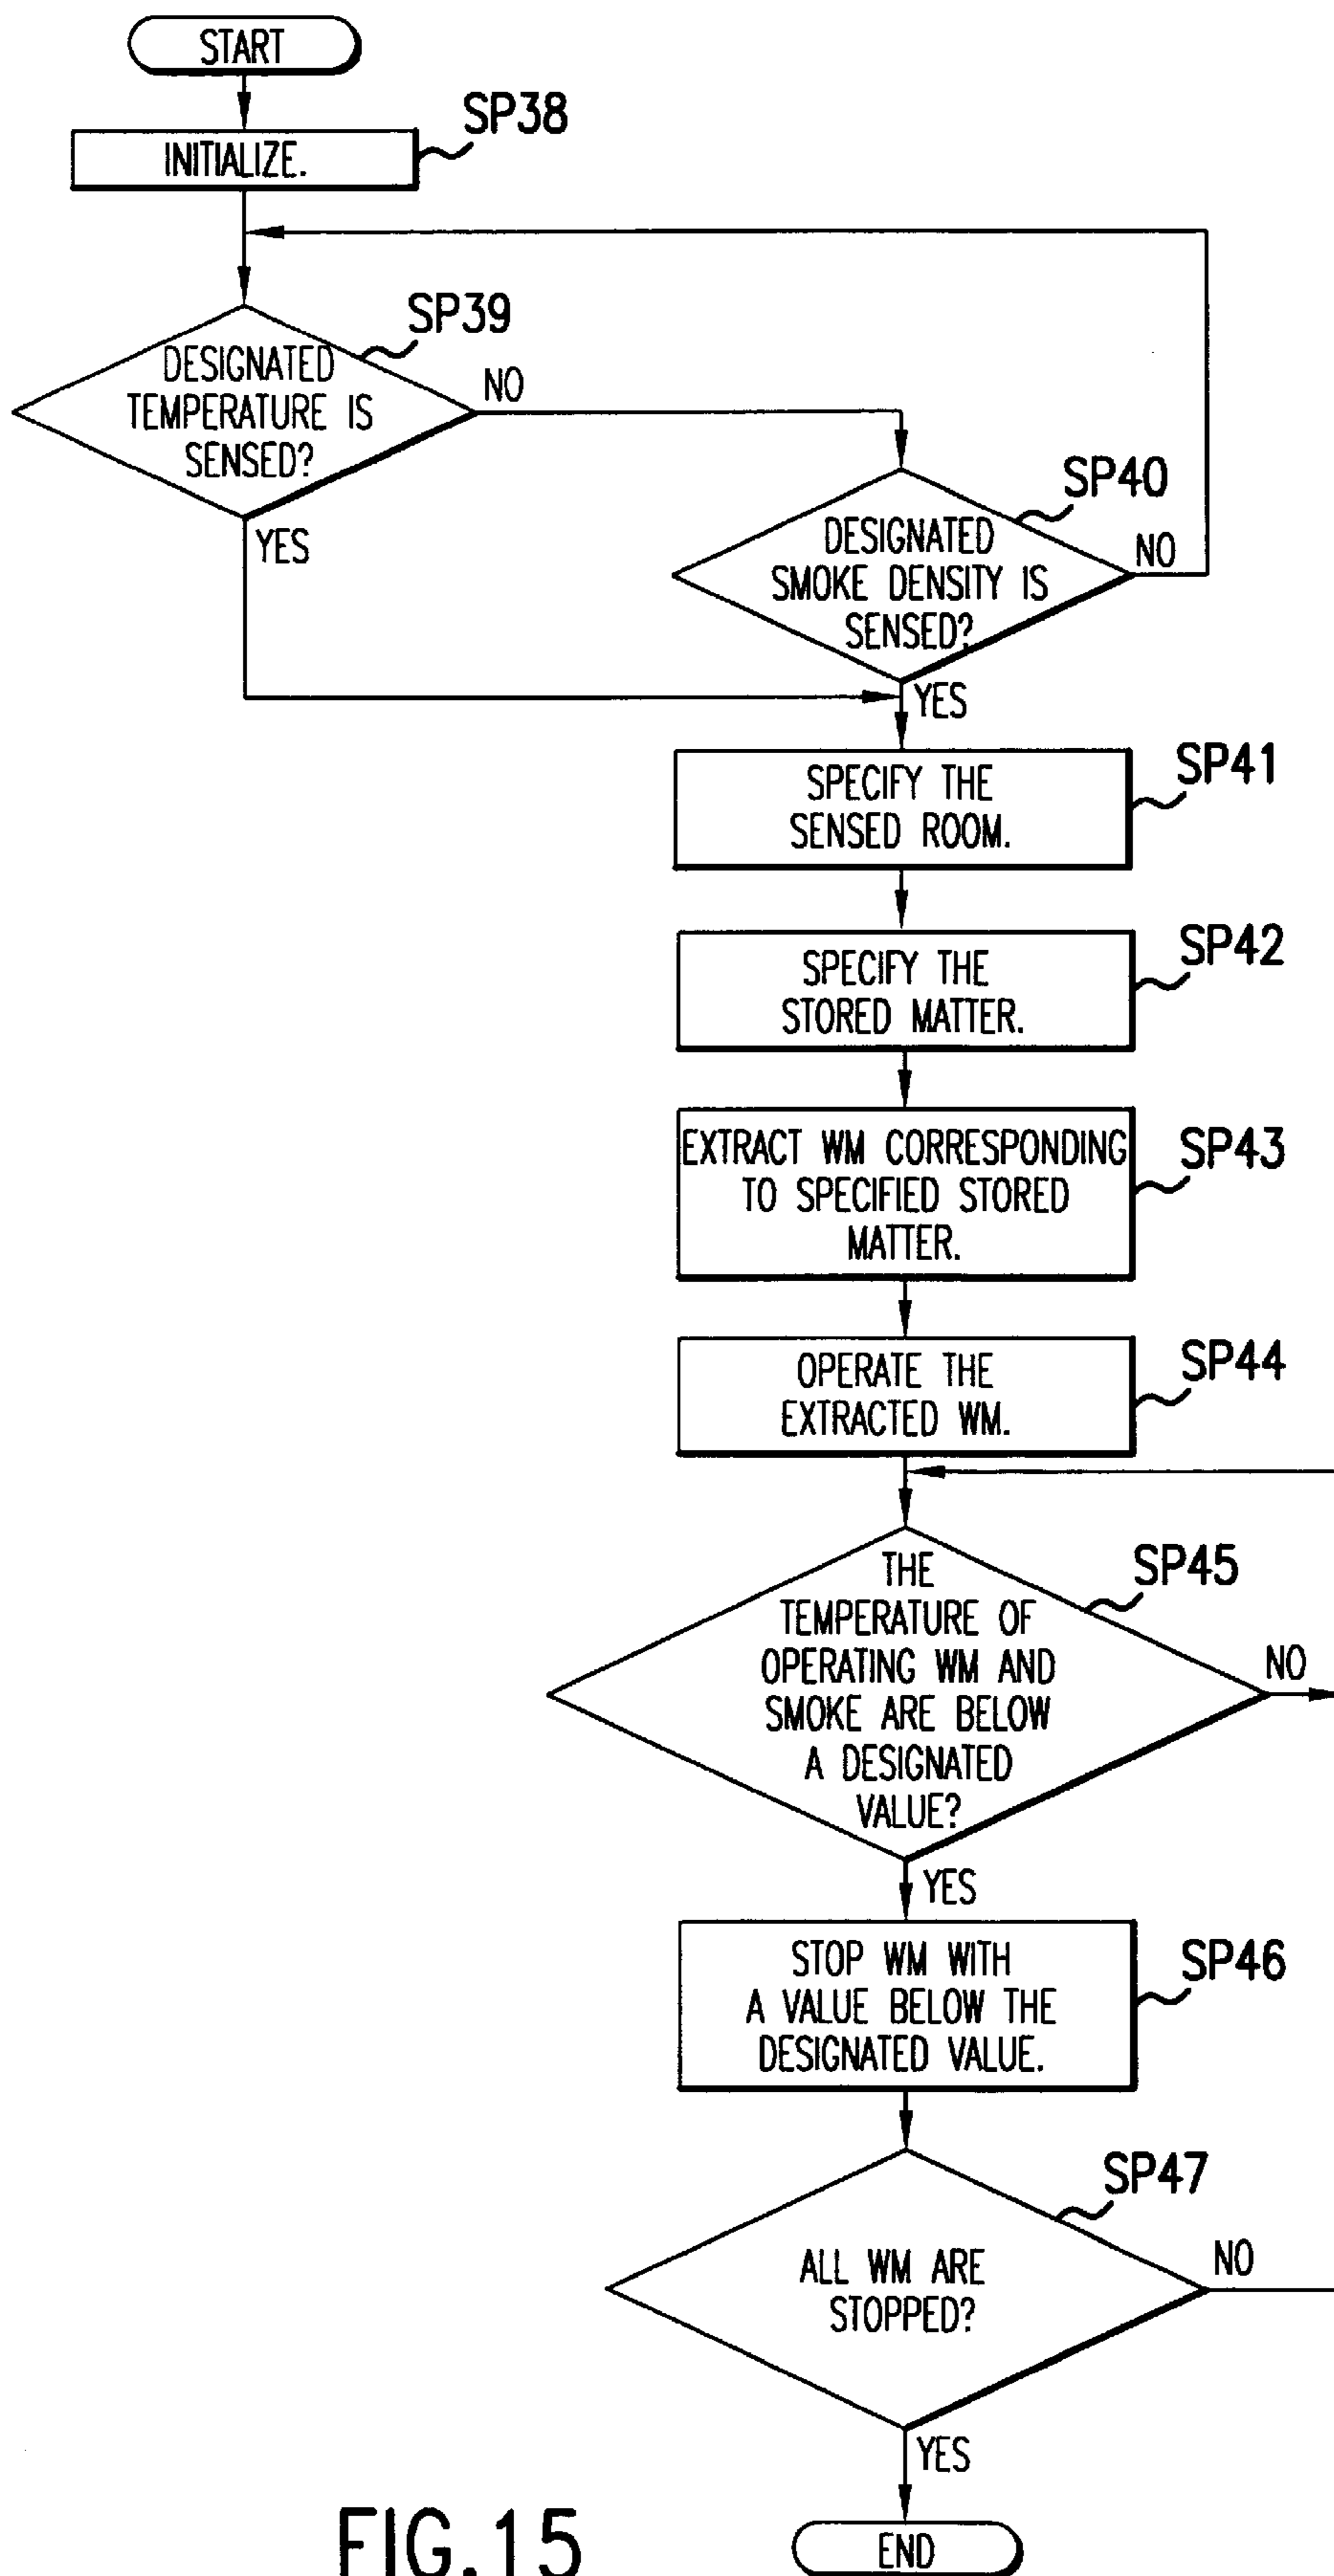 START
SP38
INITIALIZE.
SP39
DESIGNATED
TEMPERATURE IS
SENSED?
NO
YES
SP40
DESIGNATED
SMOKE DENSITY IS
SENSED?
NO
YES
SP41
SPECIFY THE
SENSED ROOM.
SP42
SPECIFY THE
STORED MATTER.
SP43
EXTRACT WM CORRESPONDING
TO SPECIFIED STORED
MATTER.
SP44
OPERATE THE
EXTRACTED WM.
SP45
THE
TEMPERATURE OF
OPERATING WM AND
SMOKE ARE BELOW
A DESIGNATED
VALUE?
NO
YES
SP46
STOP WM WITH
A VALUE BELOW THE
DESIGNATED VALUE.
SP47
ALL WM ARE
STOPPED?
NO
YES
END
FIG.15